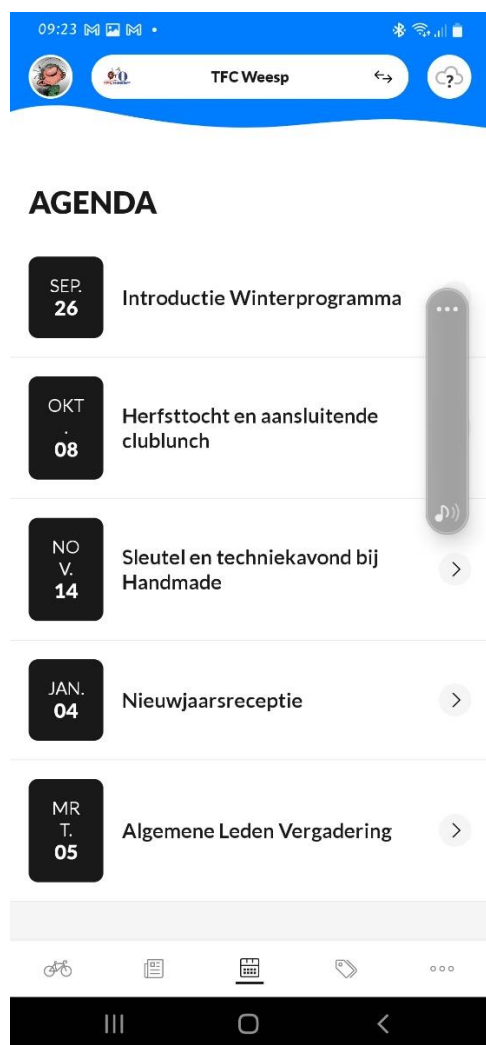 09:23
TFC Weesp
?
AGENDA
SEP.
26
Introductie Winterprogramma
OKT
.
08
Herfsttocht en aansluitende
clublunch
NO
V.
14
Sleutel en techniekavond bij
Handmade
JAN.
04
Nieuwjaarsreceptie
MR
T.
05
Algemene Leden Vergadering